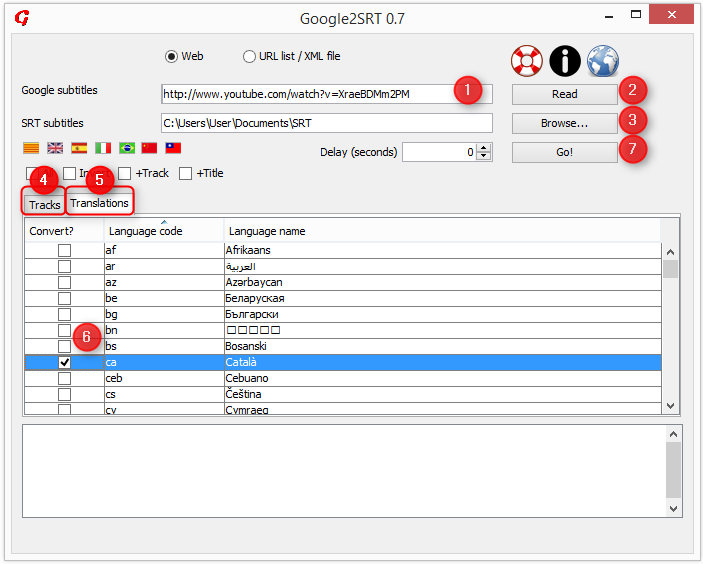 Google2SRT 0.7
Web URL list / XML file
Google subtitles http://www.youtube.com/watch?v=XraeBDMm2PM 1 Read 2
SRT subtitles C:\Users\User\Documents\SRT Browse... 3
Delay (seconds) 0 Go! 7
4 5 +Track +Title
Tracks Translations
Convert? Language code Language name
af Afrikaans
ar العربية
az Azərbaycan
be Беларуская
bg Български
bn
6 bs Bosanski
ca Català
ceb Cebuano
cs Čeština
cy Cymraeg